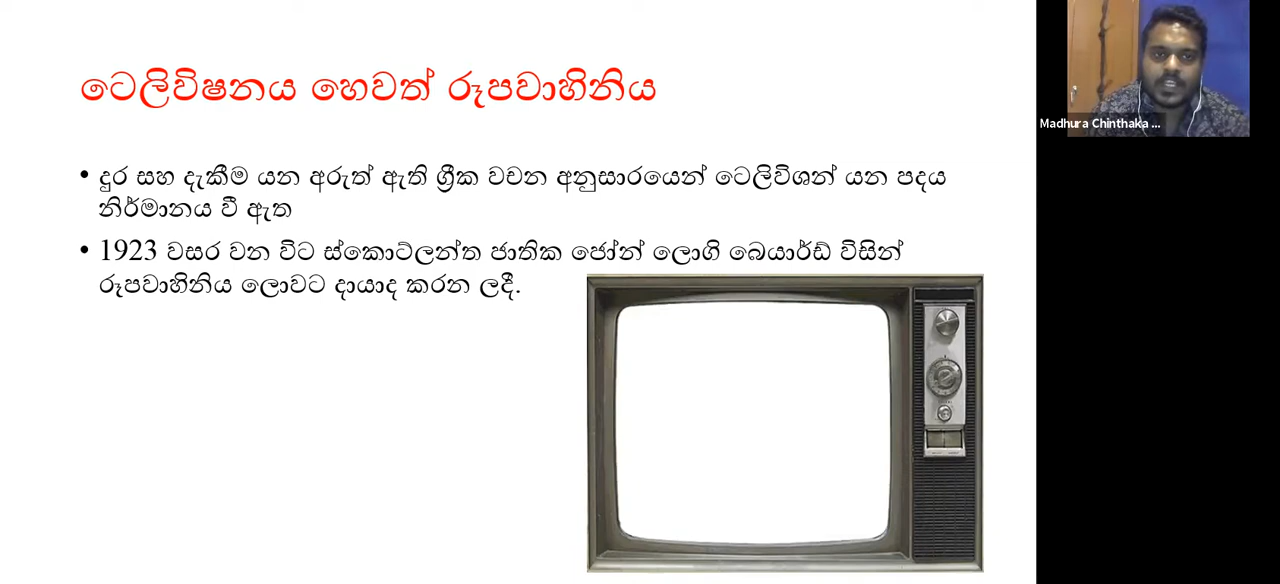 ටෙලිවිෂනය හෙවත් රූපවාහිනිය
• දුර සහ දැකීම යන අරුත් ඇති ග්‍රීක වචන අනුසාරයෙන් ටෙලිවිශන් යන පදය
නිර්මානය වී ඇත
• 1923 වසර වන විට ස්කොට්ලන්ත ජාතික ජෝන් ලොගි බෙයාර්ඩ් විසින්
රූපවාහිනිය ලොවට දායාද කරන ලදී.
Madhura Chinthaka ...